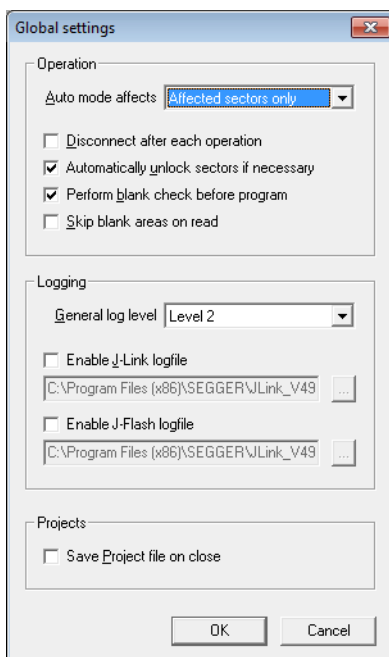 Global settings
Operation
Auto mode affects Affected sectors only
Disconnect after each operation
Automatically unlock sectors if necessary
Perform blank check before program
Skip blank areas on read
Logging
General log level Level 2
Enable J-Link logfile
C:\Program Files (x86)\SEGGER\JLink_V49 ...
Enable J-Flash logfile
C:\Program Files (x86)\SEGGER\JLink_V49 ...
Projects
Save Project file on close
OK Cancel